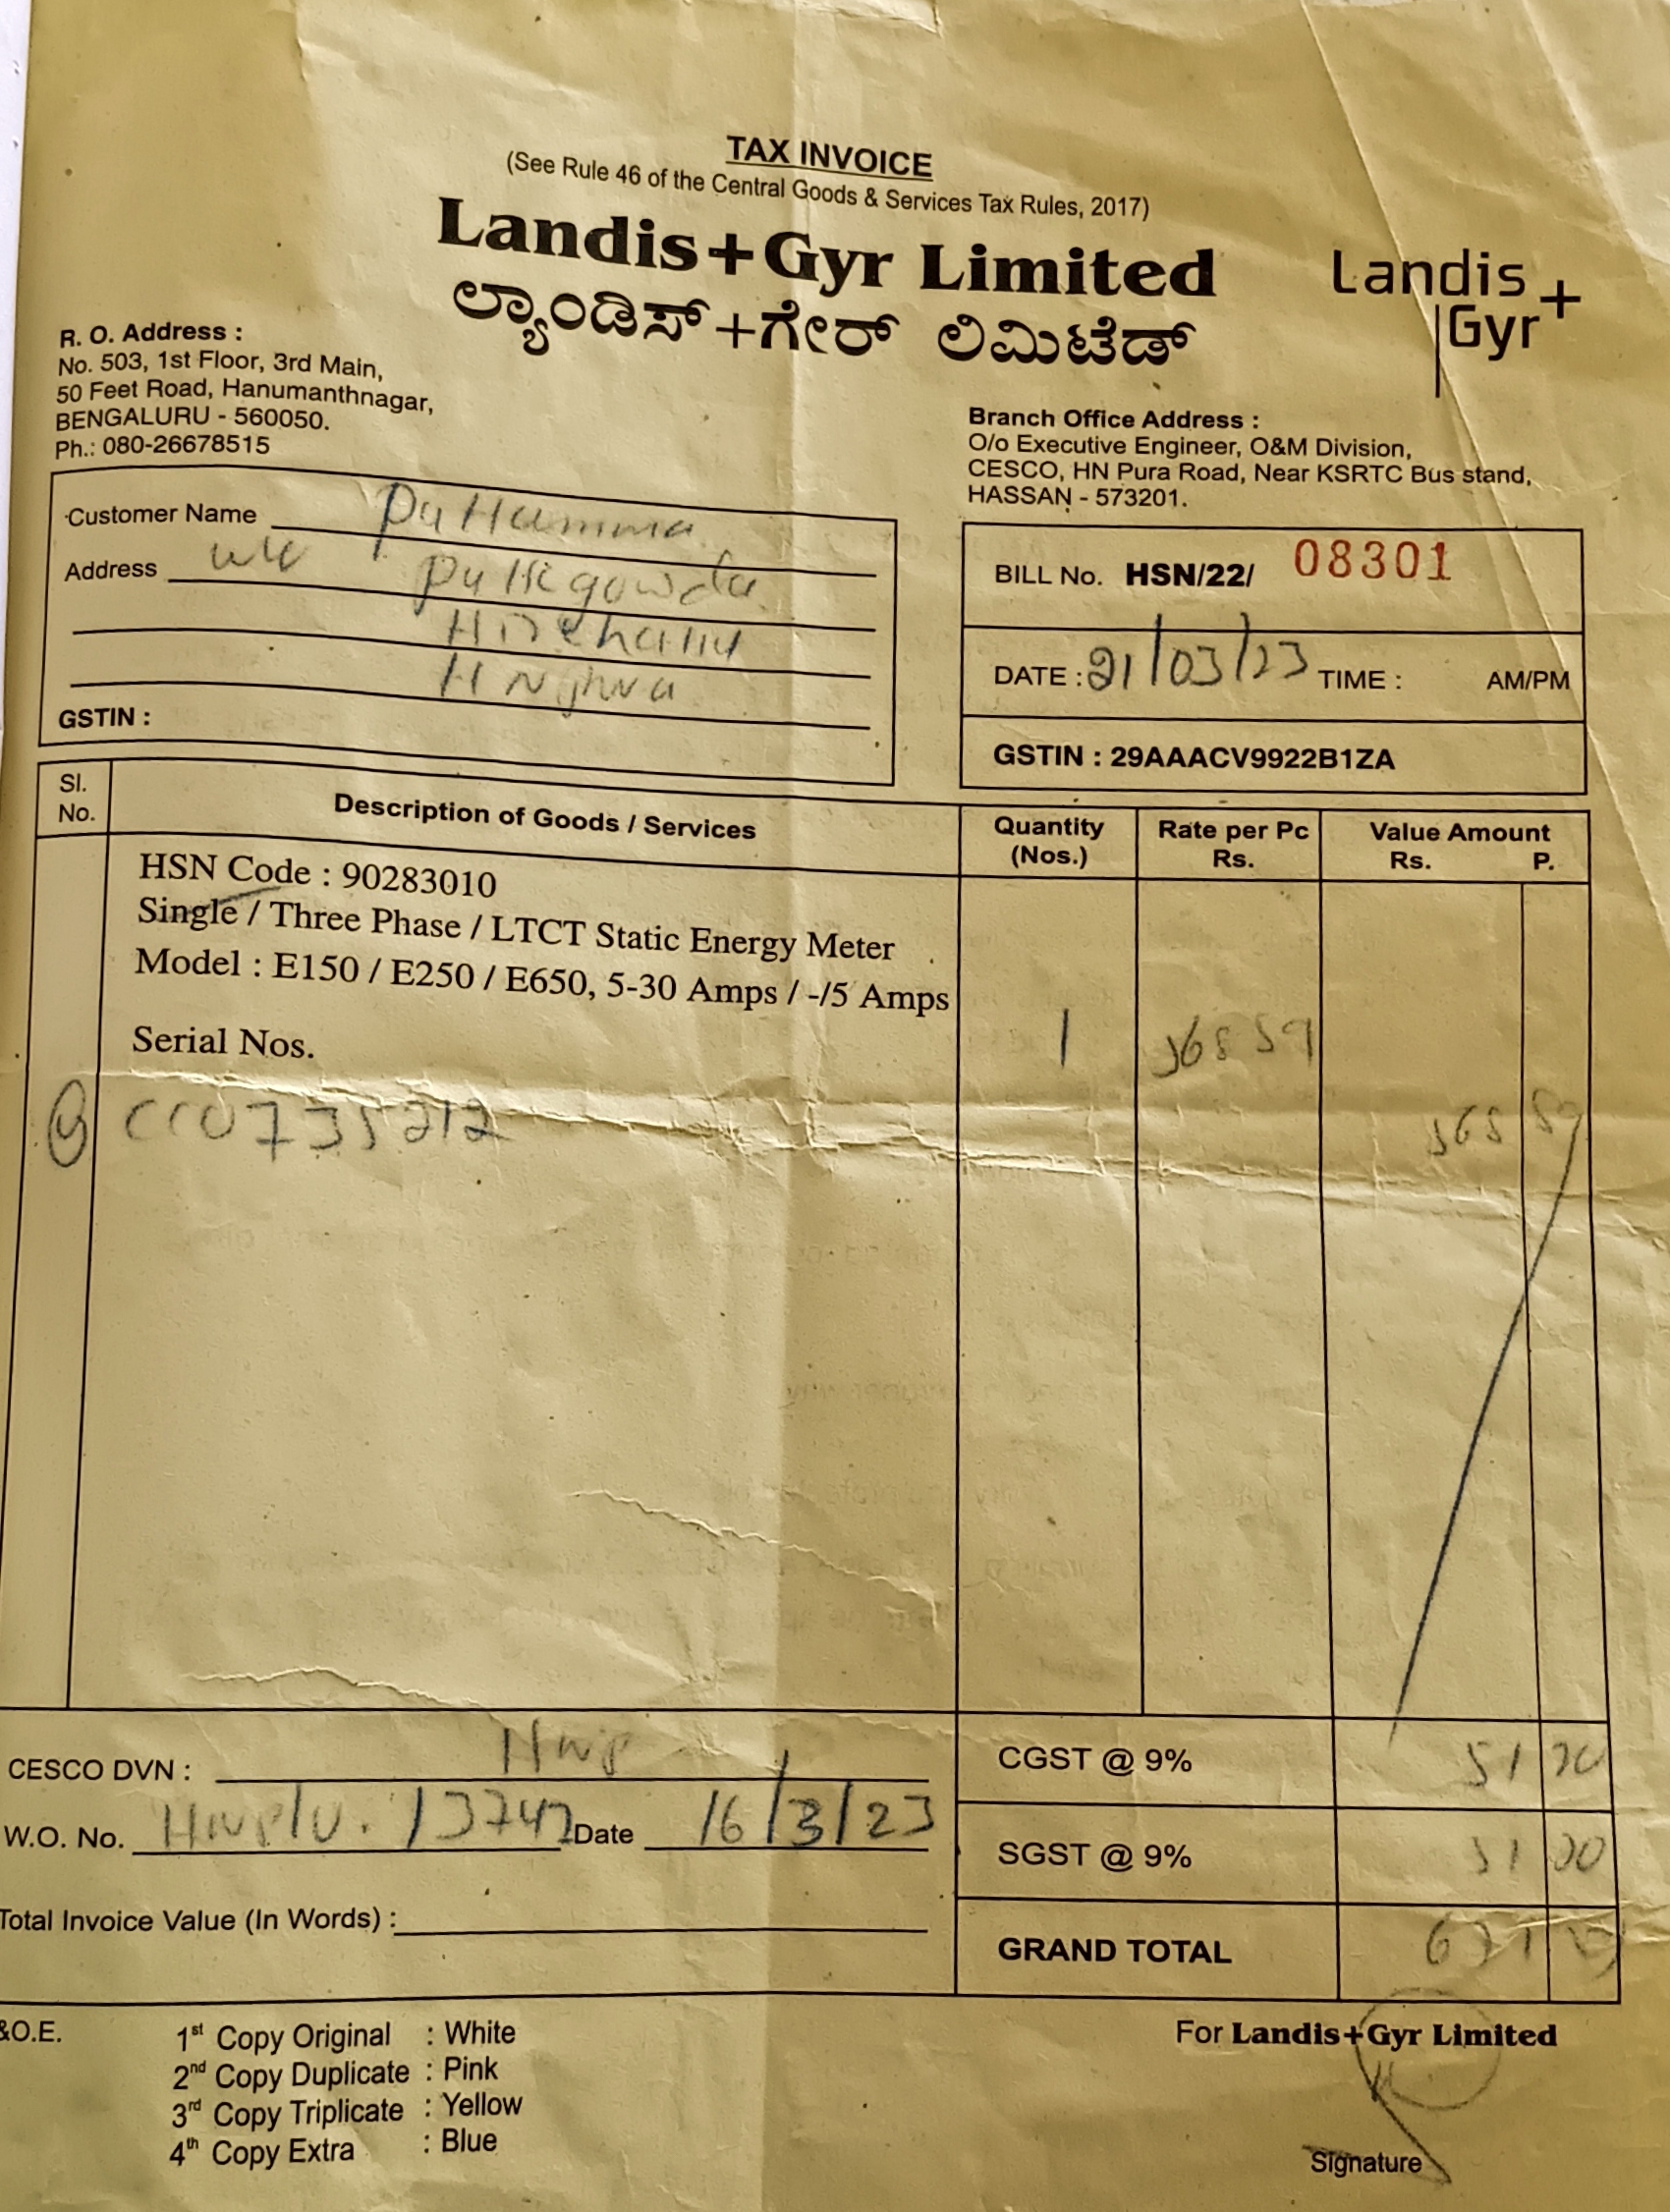 TAX INVOICE
(See Rule 46 of the Central Goods & Services Tax Rules, 2017)
Landis+Gyr Limited
ಲ್ಯಾಂಡಿಸ್+ಗೇರ್ ಲಿಮಿಟೆಡ್
Landis+
Gyr
R. O. Address :
No. 503, 1st Floor, 3rd Main,
50 Feet Road, Hanumanthnagar,
BENGALURU - 560050.
Ph.: 080-26678515
Branch Office Address :
O/o Executive Engineer, O&M Division,
CESCO, HN Pura Road, Near KSRTC Bus stand,
HASSAN - 573201.
Customer Name Puttamma
Address Puttegowda
GSTIN :
BILL No. HSN/22/ 08301
DATE : 21/03/23 TIME : AM/PM
GSTIN : 29AAACV9922B1ZA
Sl. No.
Description of Goods / Services
Quantity (Nos.)
Rate per Pc Rs.
Value Amount Rs. P.
HSN Code : 90283010
Single / Three Phase / LTCT Static Energy Meter
Model : E150 / E250 / E650, 5-30 Amps / -/5 Amps
Serial Nos.
1
CESCO DVN : HNP
W.O. No. 13742 Date 16/3/23
Total Invoice Value (In Words) :
CGST @ 9%
SGST @ 9%
GRAND TOTAL
&O.E.
1st Copy Original : White
2nd Copy Duplicate : Pink
3rd Copy Triplicate : Yellow
4th Copy Extra : Blue
For Landis+Gyr Limited
Signature